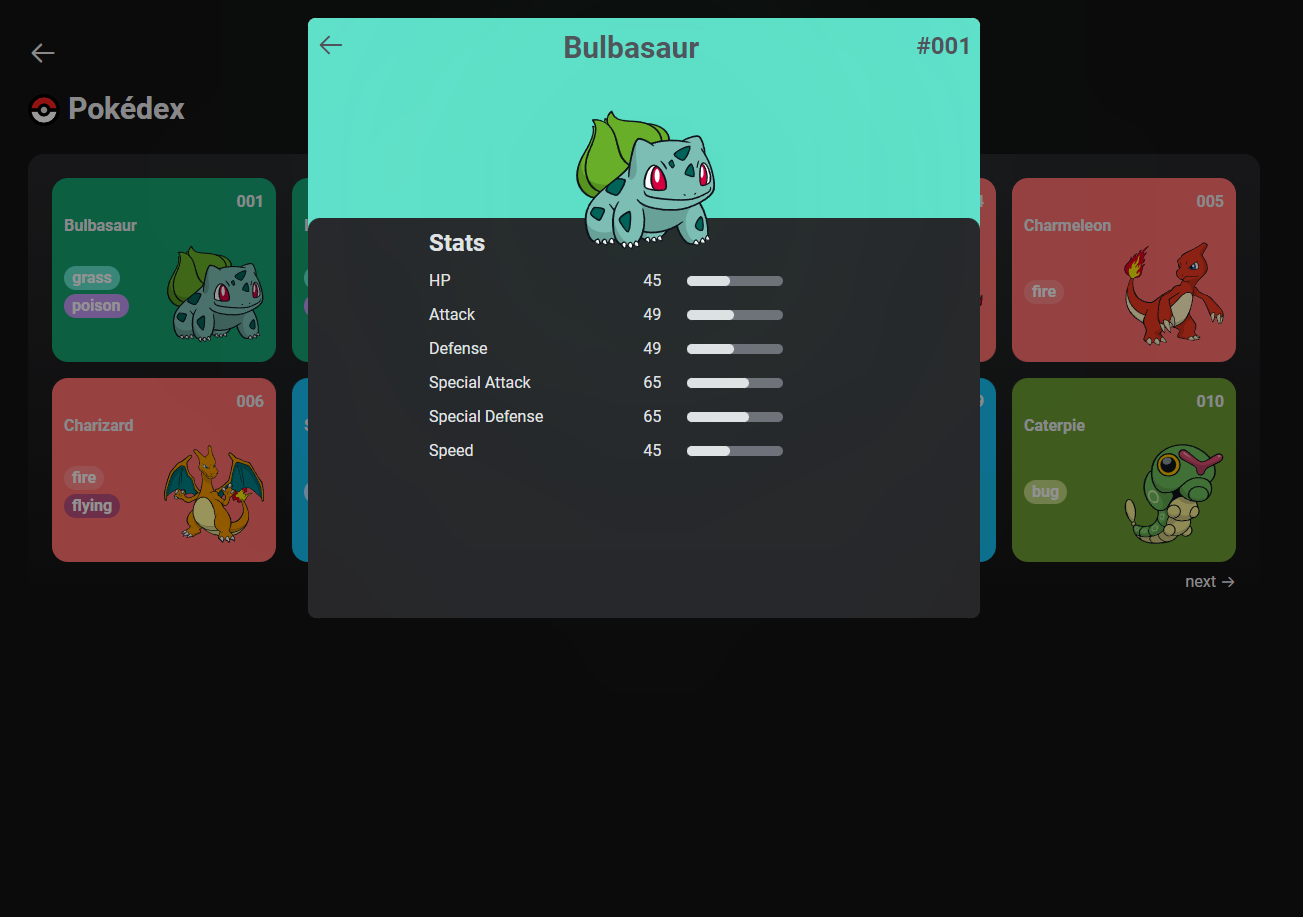 Bulbasaur
#001
Pokédex
Stats
HP 45
Attack 49
Defense 49
Special Attack 65
Special Defense 65
Speed 45
001
Bulbasaur
grass
poison
005
Charmeleon
fire
006
Charizard
fire
flying
010
Caterpie
bug
next →